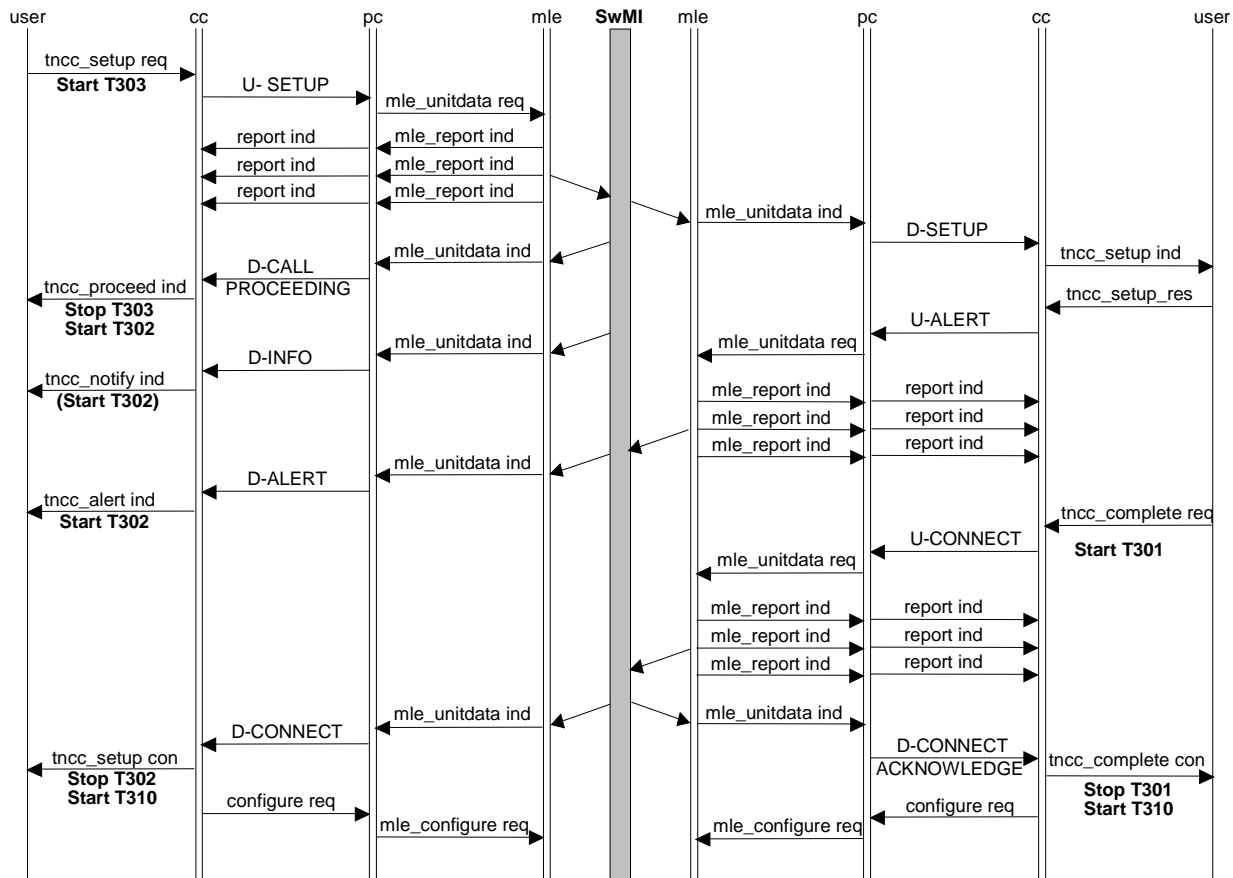 user cc pc mle SwMI mle pc cc user
tncc_setup req
Start T303
U- SETUP
mle_unitdata req
report ind mle_report ind
report ind mle_report ind
report ind mle_report ind
mle_unitdata ind
D-SETUP
tncc_setup ind
mle_unitdata ind
D-CALL
PROCEEDING
tncc_proceed ind
Stop T303
Start T302
tncc_setup_res
U-ALERT
mle_unitdata req
mle_unitdata ind
D-INFO
tncc_notify ind
(Start T302)
mle_report ind report ind
mle_report ind report ind
mle_report ind report ind
mle_unitdata ind
D-ALERT
tncc_alert ind
Start T302
tncc_complete req
Start T301
U-CONNECT
mle_unitdata req
mle_report ind report ind
mle_report ind report ind
mle_report ind report ind
mle_unitdata ind
D-CONNECT
tncc_setup con
Stop T302
Start T310
configure req
mle_configure req
mle_unitdata ind
D-CONNECT
ACKNOWLEDGE
tncc_complete con
Stop T301
Start T310
configure req
mle_configure req